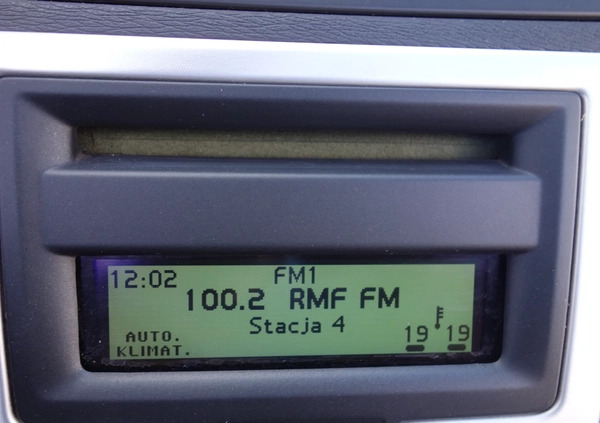 12:02 FM1
100.2 RMF FM
Stacja 4
AUTO. 19 19
KLIMAT.